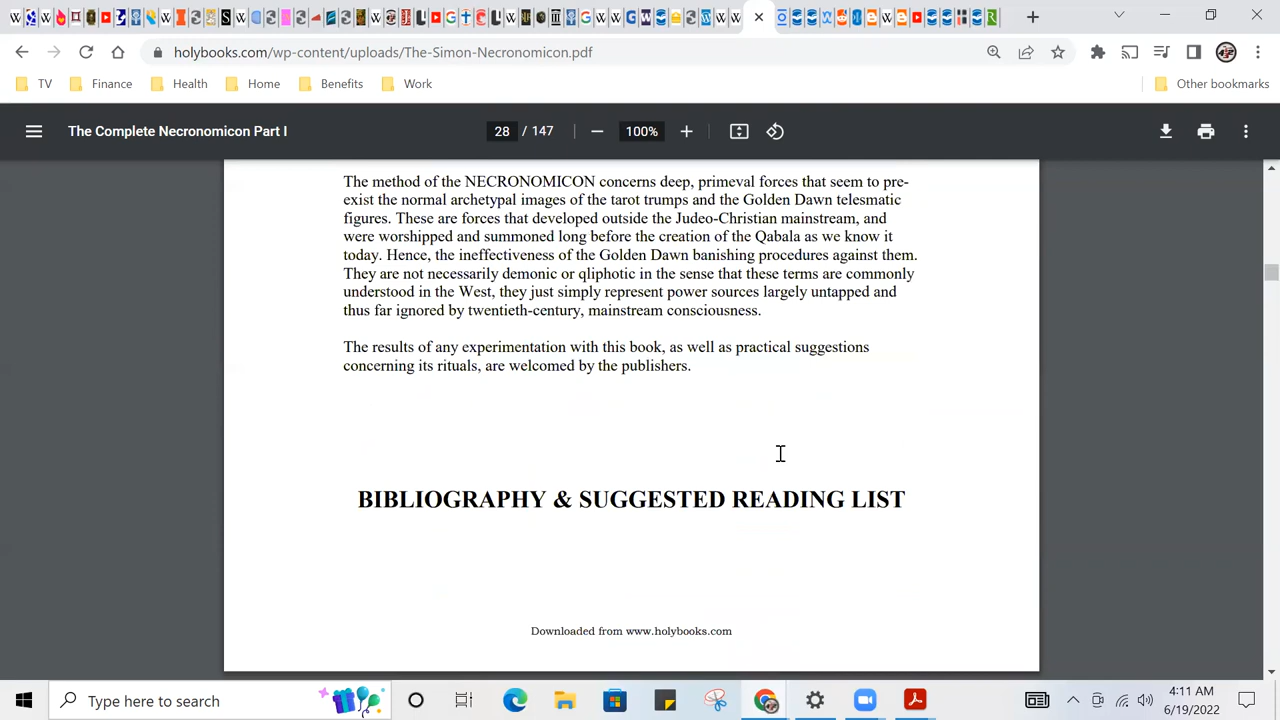 holybooks.com/wp-content/uploads/The-Simon-Necronomicon.pdf
TV Finance Health Home Benefits Work Other bookmarks
The Complete Necronomicon Part I 28 / 147 100%
The method of the NECRONOMICON concerns deep, primeval forces that seem to pre-
exist the normal archetypal images of the tarot trumps and the Golden Dawn telesmatic
figures. These are forces that developed outside the Judeo-Christian mainstream, and
were worshipped and summoned long before the creation of the Qabala as we know it
today. Hence, the ineffectiveness of the Golden Dawn banishing procedures against them.
They are not necessarily demonic or qliphotic in the sense that these terms are commonly
understood in the West, they just simply represent power sources largely untapped and
thus far ignored by twentieth-century, mainstream consciousness.
The results of any experimentation with this book, as well as practical suggestions
concerning its rituals, are welcomed by the publishers.
BIBLIOGRAPHY & SUGGESTED READING LIST
Downloaded from www.holybooks.com
Type here to search
4:11 AM
6/19/2022